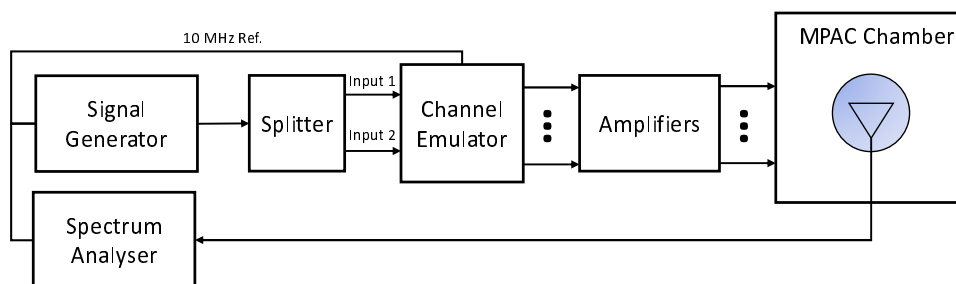 10 MHz Ref.
MPAC Chamber
Signal
Generator
Splitter
Input 1
Input 2
Channel
Emulator
Amplifiers
Spectrum
Analyser